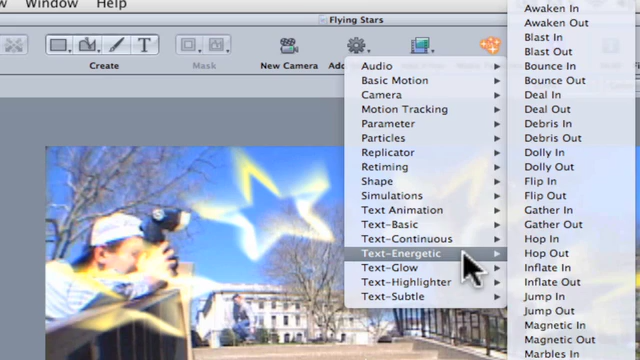 Window Help
Flying Stars
Create
Mask
New Camera
Audio
Basic Motion
Camera
Motion Tracking
Parameter
Particles
Replicator
Retiming
Shape
Simulations
Text Animation
Text-Basic
Text-Continuous
Text-Energetic
Text-Glow
Text-Highlighter
Text-Subtle
Awaken In
Awaken Out
Blast In
Blast Out
Bounce In
Bounce Out
Deal In
Deal Out
Debris In
Debris Out
Dolly In
Dolly Out
Flip In
Flip Out
Gather In
Gather Out
Hop In
Hop Out
Inflate In
Inflate Out
Jump In
Jump Out
Magnetic In
Magnetic Out
Marbles In